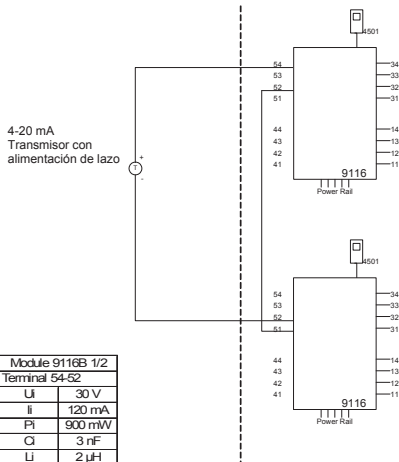 4501
54
53
52
51
44
43
42
41
34
33
32
31
14
13
12
11
9116
Power Rail
4-20 mA
Transmisor con
alimentación de lazo
+
T
-
4501
54
53
52
51
44
43
42
41
34
33
32
31
14
13
12
11
9116
Power Rail
Module 9116B 1/2
Terminal 54-52
Ui 30 V
Ii 120 mA
Pi 900 mW
Ci 3 nF
Li 2 µH